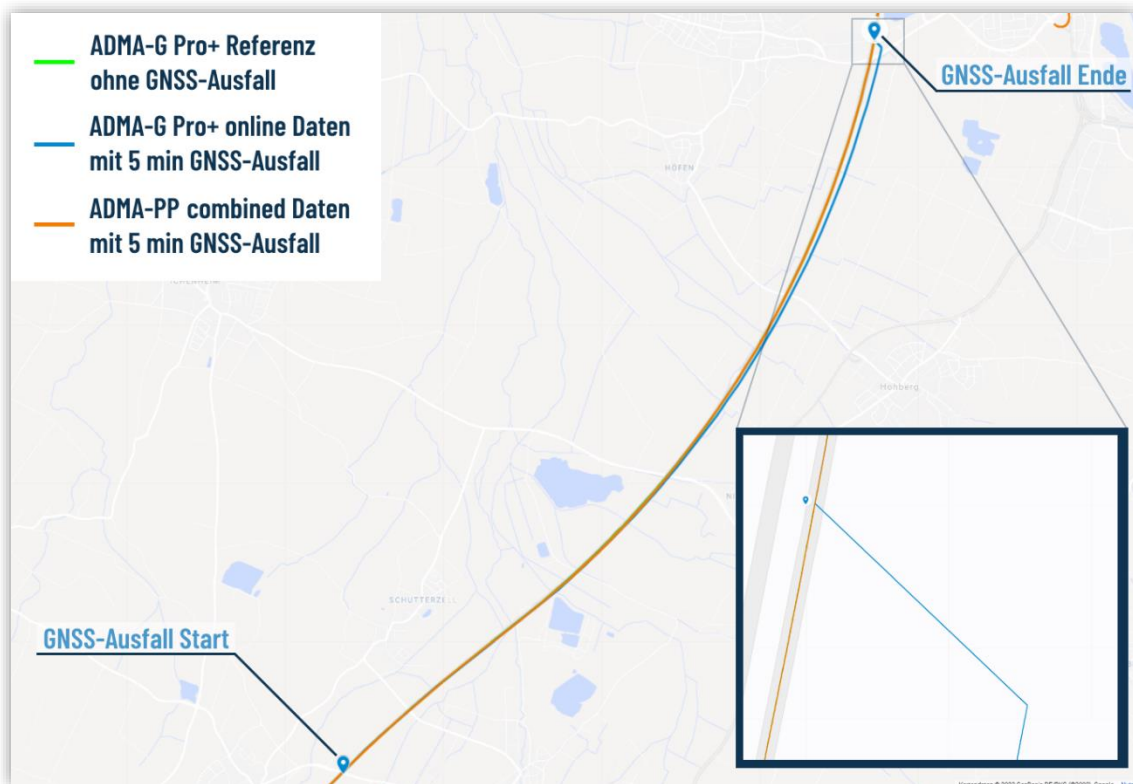 ADMA-G Pro+ Referenz
ohne GNSS-Ausfall
ADMA-G Pro+ online Daten
mit 5 min GNSS-Ausfall
ADMA-PP combined Daten
mit 5 min GNSS-Ausfall
GNSS-Ausfall Ende
HÖFEN
ICHENHEIM
Hohberg
SCHUTTERZELL
GNSS-Ausfall Start